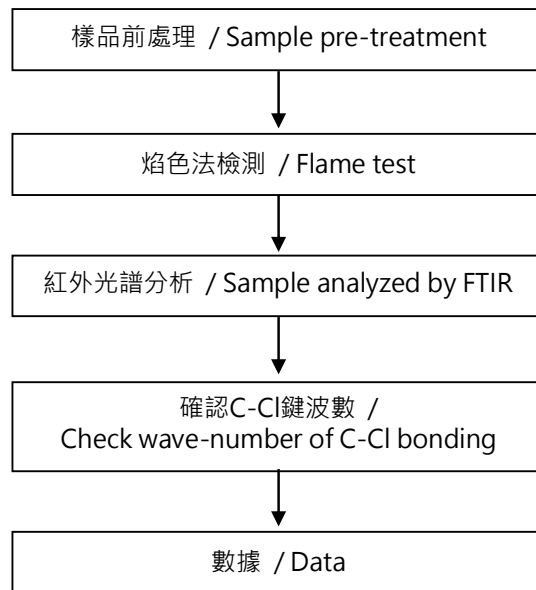 樣品前處理 / Sample pre-treatment
焰色法檢測 / Flame test
紅外光譜分析 / Sample analyzed by FTIR
確認C-Cl鍵波數 /
Check wave-number of C-Cl bonding
數據 / Data